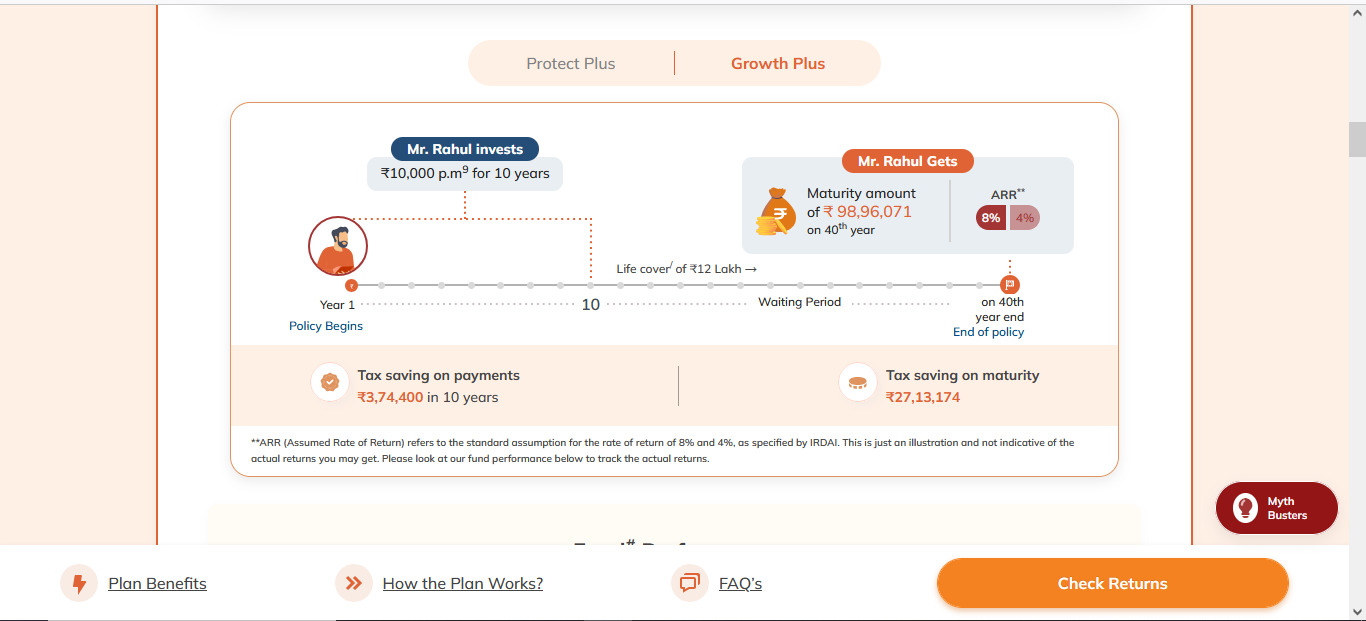 Protect Plus
Growth Plus
Mr. Rahul invests
₹10,000 p.m9 for 10 years
Mr. Rahul Gets
Maturity amount
of ₹ 98,96,071
on 40th year
ARR**
8%
4%
Life cover/ of ₹12 Lakh →
Year 1
10
Waiting Period
on 40th
year end
Policy Begins
End of policy
Tax saving on payments
₹3,74,400 in 10 years
Tax saving on maturity
₹27,13,174
**ARR (Assumed Rate of Return) refers to the standard assumption for the rate of return of 8% and 4%, as specified by IRDAI. This is just an illustration and not indicative of the
actual returns you may get. Please look at our fund performance below to track the actual returns.
Myth
Busters
Plan Benefits
How the Plan Works?
FAQ's
Check Returns